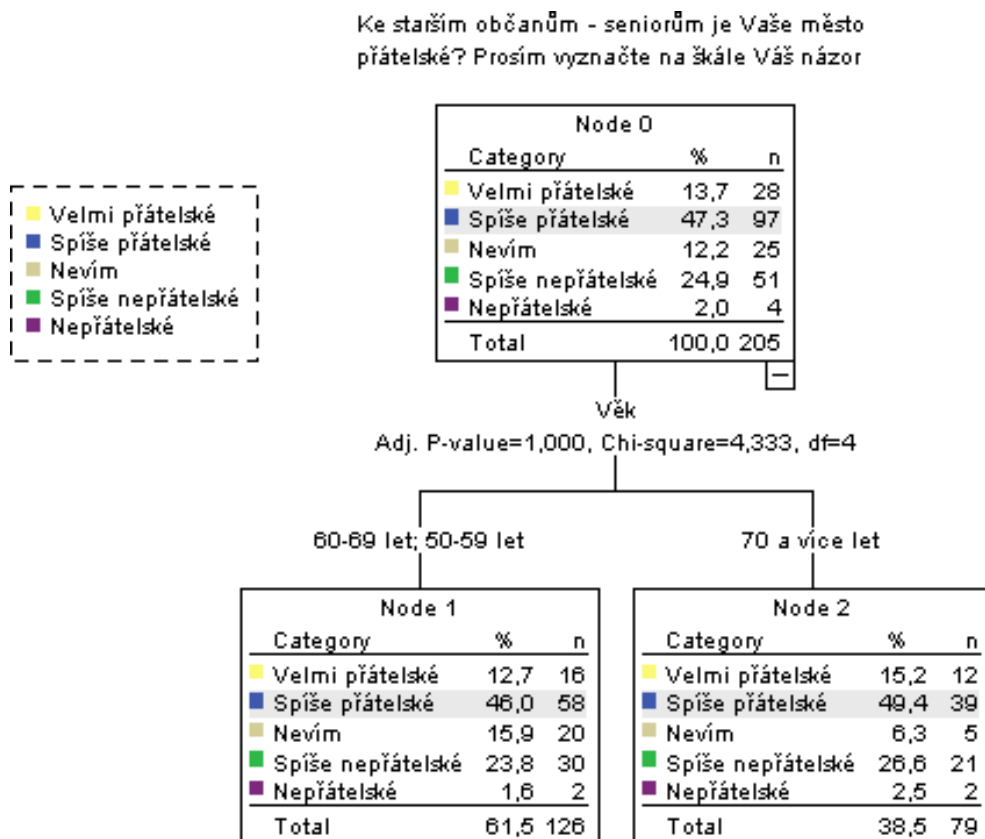 Ke starším občanům - seniorům je Vaše město
přátelské? Prosím vyznačte na škále Váš názor
Velmi přátelské
Spíše přátelské
Nevím
Spíše nepřátelské
Nepřátelské
Node 0
Category % n
Velmi přátelské 13,7 28
Spíše přátelské 47,3 97
Nevím 12,2 25
Spíše nepřátelské 24,9 51
Nepřátelské 2,0 4
Total 100,0 205
Věk
Adj. P-value=1,000, Chi-square=4,333, df=4
60-69 let; 50-59 let
70 a více let
Node 1
Category % n
Velmi přátelské 12,7 16
Spíše přátelské 46,0 58
Nevím 15,9 20
Spíše nepřátelské 23,8 30
Nepřátelské 1,6 2
Total 61,5 126
Node 2
Category % n
Velmi přátelské 15,2 12
Spíše přátelské 49,4 39
Nevím 6,3 5
Spíše nepřátelské 26,6 21
Nepřátelské 2,5 2
Total 38,5 79